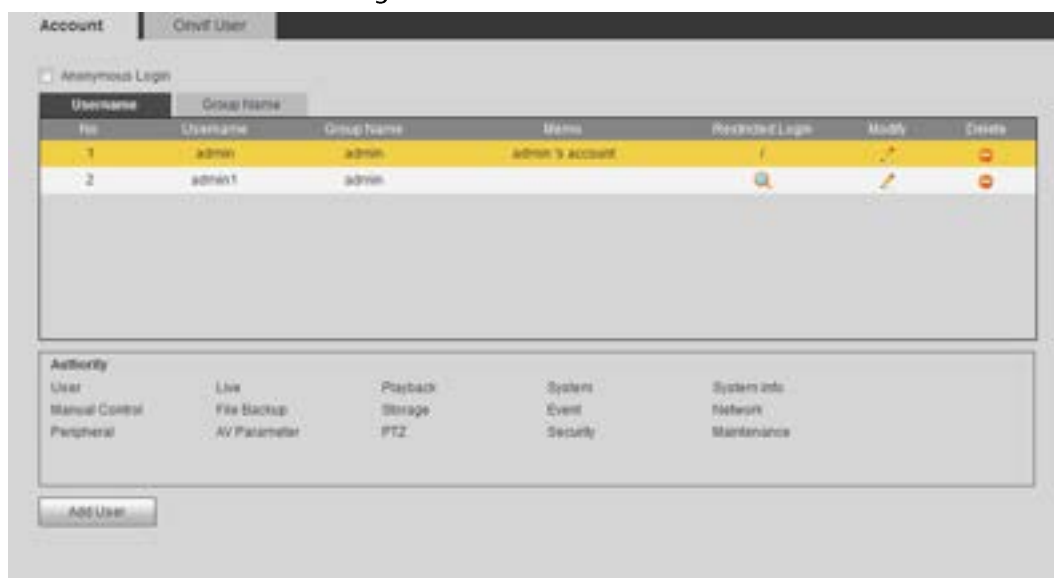 Account Onvif User
Anonymous Login
Username Group Name
No. Username Group Name Memo Restricted Login Modify Delete
1 admin admin admin 's account /
2 admin1 admin
Authority
User Live Playback System System Info
Manual Control File Backup Storage Event Network
Peripheral AV Parameter PTZ Security Maintenance
Add User